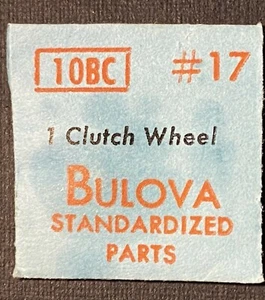 10BC #17
1 Clutch Wheel
BULOVA
STANDARDIZED
PARTS